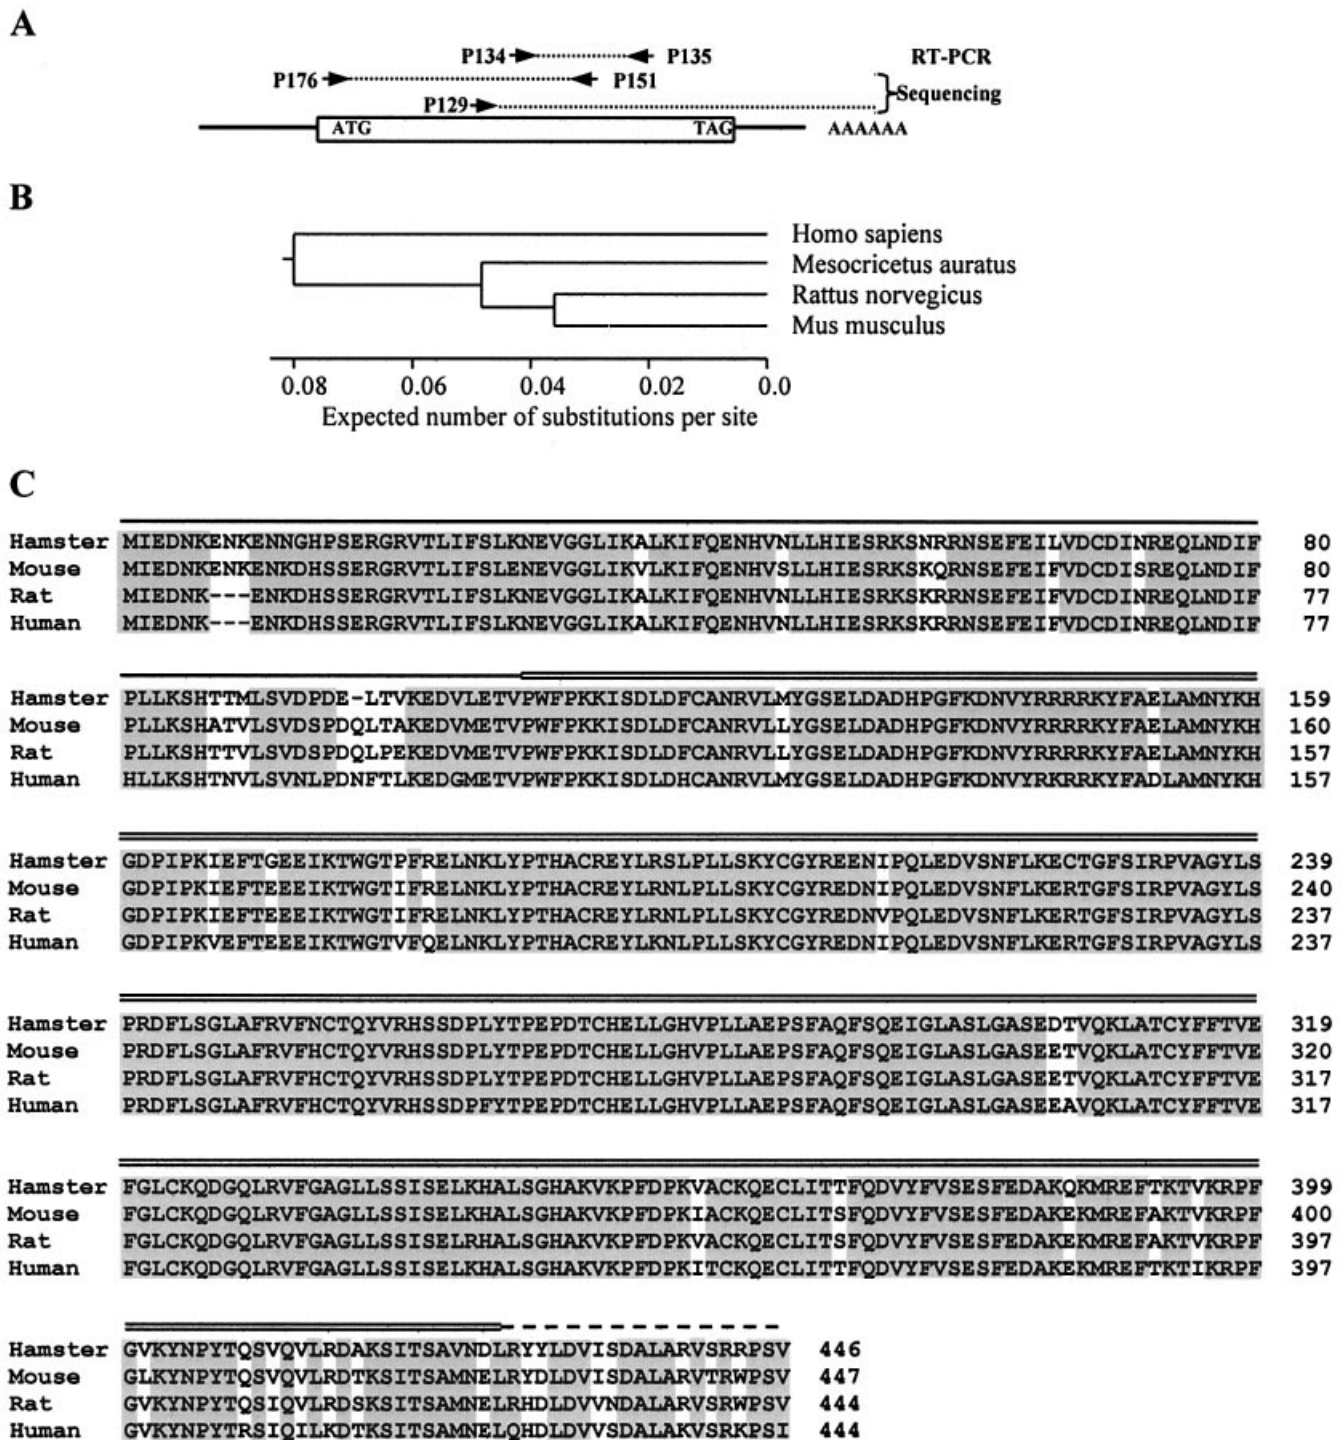 A
P134 P135 RT-PCR
P176 P151
Sequencing
P129
ATG TAG AAAAAA
B
Homo sapiens
Mesocricetus auratus
Rattus norvegicus
Mus musculus
0.08 0.06 0.04 0.02 0.0
Expected number of substitutions per site
C
Hamster MIEDNKENKENNGHPSERGRVTLIFSLKNEVGGLIKALKIFQENHVNLLHIESRKSNRRNSEFEILVDCDINREQLNDIF 80
Mouse MIEDNKENKENKDHSSERGRVTLIFSLENEVGGLIKVLKIFQENHVSLLHIESRKSKQRNSEFEIFVDCDISREQLNDIF 80
Rat MIEDNK---ENKDHSSERGRVTLIFSLKNEVGGLIKALKIFQENHVNLLHIESRKSKRRNSEFEIFVDCDINREQLNDIF 77
Human MIEDNK---ENKDHSSERGRVTLIFSLKNEVGGLIKALKIFQENHVNLLHIESRKSKRRNSEFEIFVDCDINREQLNDIF 77
Hamster PLLKSHTTMLSVDPDE-LTVKEDVLETVPWFPKKISDLDFCANRVLMYGSELDADHPGFKDNVYRRRRKYFAELAMNYKH 159
Mouse PLLKSHATVLSVDSPDQLTAKEDVMETVPWFPKKISDLDFCANRVLLYGSELDADHPGFKDNVYRRRRKYFAELAMNYKH 160
Rat PLLKSHTTVLSVDSPDQLPEKEDVMETVPWFPKKISDLDFCANRVLLYGSELDADHPGFKDNVYRRRRKYFAELAMNYKH 157
Human HLLKSHTNVLSVNLPDNFTLKEDGMETVPWFPKKISDLDHCANRVLMYGSELDADHPGFKDNVYRKRRKYFADLAMNYKH 157
Hamster GDPIPKIEFTGEEIKTWGTPFRELNKLYPTHACREYLRSLPLLSKYCGYREENIPQLEDVSNFLKECTGFSIRPVAGYLS 239
Mouse GDPIPKIEFTEEEIKTWGTIFRELNKLYPTHACREYLRNLPLLSKYCGYREDNIPQLEDVSNFLKERTGFSIRPVAGYLS 240
Rat GDPIPKIEFTEEEIKTWGTIFRELNKLYPTHACREYLRNLPLLSKYCGYREDNVPQLEDVSNFLKERTGFSIRPVAGYLS 237
Human GDPIPKVEFTEEEIKTWGTVFQELNKLYPTHACREYLKNLPLLSKYCGYREDNIPQLEDVSNFLKERTGFSIRPVAGYLS 237
Hamster PRDFLSGLAFRVFNCTQYVRHSSDPLYTPEPDTCHELLGHVPLLAEPSFAQFSQEIGLASLGASEDTVQKLATCYFFTVE 319
Mouse PRDFLSGLAFRVFHCTQYVRHSSDPLYTPEPDTCHELLGHVPLLAEPSFAQFSQEIGLASLGASEETVQKLATCYFFTVE 320
Rat PRDFLSGLAFRVFHCTQYVRHSSDPLYTPEPDTCHELLGHVPLLAEPSFAQFSQEIGLASLGASEETVQKLATCYFFTVE 317
Human PRDFLSGLAFRVFHCTQYVRHSSDPFYTPEPDTCHELLGHVPLLAEPSFAQFSQEIGLASLGASEEAVQKLATCYFFTVE 317
Hamster FGLCKQDGQLRVFGAGLLSSISELKHALSGHAKVKPFDPKVACKQECLITTFQDVYFVSESFEDAKQKMREFTKTVKRPF 399
Mouse FGLCKQDGQLRVFGAGLLSSISELKHALSGHAKVKPFDPKIACKQECLITSFQDVYFVSESFEDAKEKMREFAKTVKRPF 400
Rat FGLCKQDGQLRVFGAGLLSSISELRHALSGHAKVKPFDPKVACKQECLITSFQDVYFVSESFEDAKEKMREFAKTVKRPF 397
Human FGLCKQDGQLRVFGAGLLSSISELKHALSGHAKVKPFDPKITCKQECLITTFQDVYFVSESFEDAKEKMREFTKTIKRPF 397
Hamster GVKYNPYTQSVQVLRDAKSITSAVNDLRYYLDVISDALARVSRRPSV 446
Mouse GLKYNPYTQSVQVLRDTKSITSAMNELRYDLDVISDALARVTRWPSV 447
Rat GVKYNPYTQSIQVLRDSKSITSAMNELRHDLDVVNDALARVSRWPSV 444
Human GVKYNPYTRSIQILKDTKSITSAMNELQHDLDVVSDALAKVSRKPSI 444